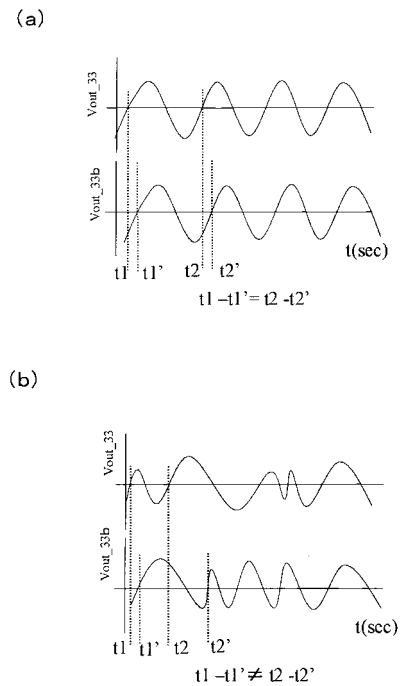 (a)
Vout_33
Vout_33b
t(sec)
t1 t1' t2 t2'
t1 –t1' = t2 -t2'
(b)
Vout_33
Vout_33b
t(sec)
t1 t1' t2 t2'
t1 –t1' ≠ t2 -t2'